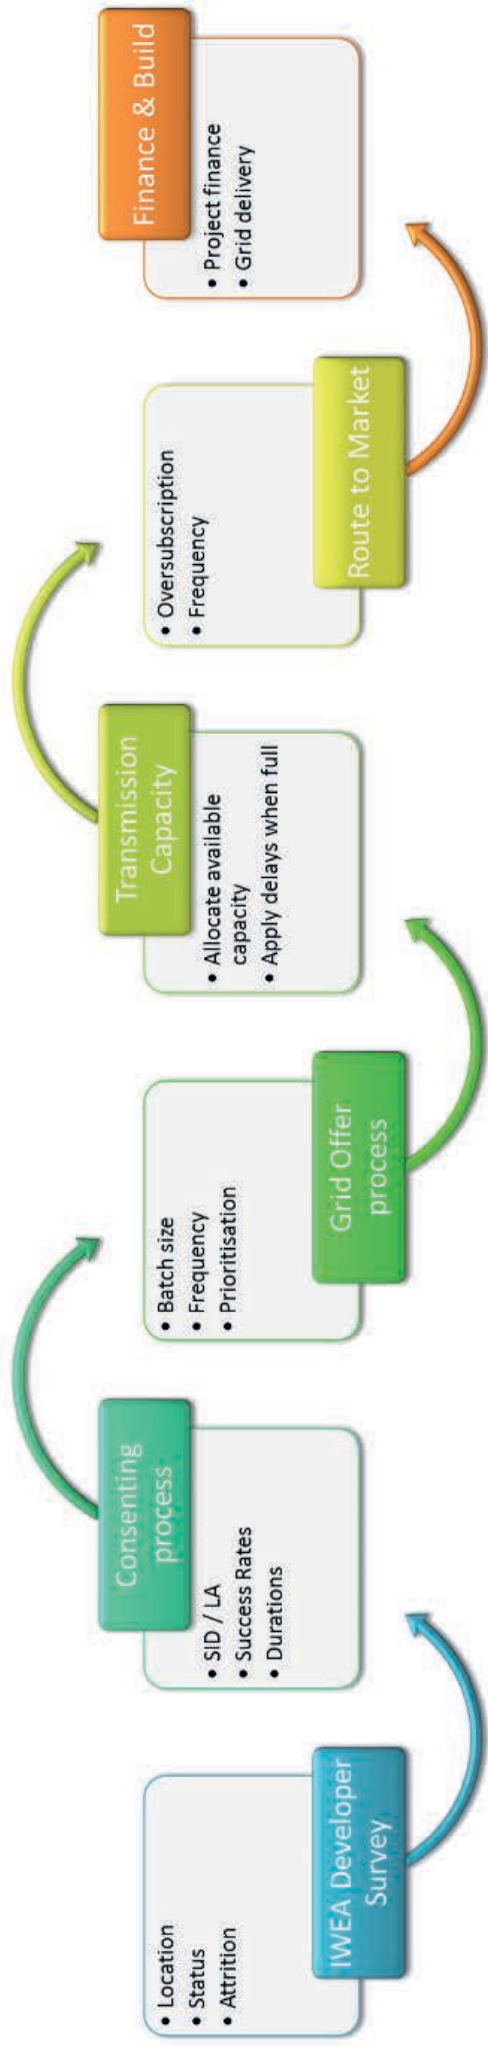 • Location
• Status
• Attrition
IWEA Developer
Survey
Consenting
process
• SID / LA
• Success Rates
• Durations
• Batch size
• Frequency
• Prioritisation
Grid Offer
process
Transmission
Capacity
• Allocate available
capacity
• Apply delays when full
• Oversubscription
• Frequency
Route to Market
Finance & Build
• Project finance
• Grid delivery